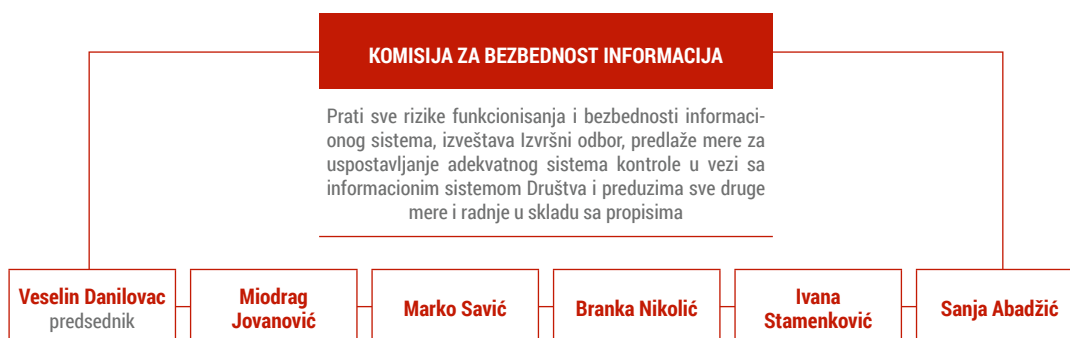 KOMISIJA ZA BEZBEDNOST INFORMACIJA
Prati sve rizike funkcionisanja i bezbednosti informaci-
onog sistema, izveštava Izvršni odbor, predlaže mere za
uspostavljanje adekvatnog sistema kontrole u vezi sa
informacionim sistemom Društva i preduzima sve druge
mere i radnje u skladu sa propisima
Veselin Danilovac
predsednik
Miodrag
Jovanović
Marko Savić
Branka Nikolić
Ivana
Stamenković
Sanja Abadžić